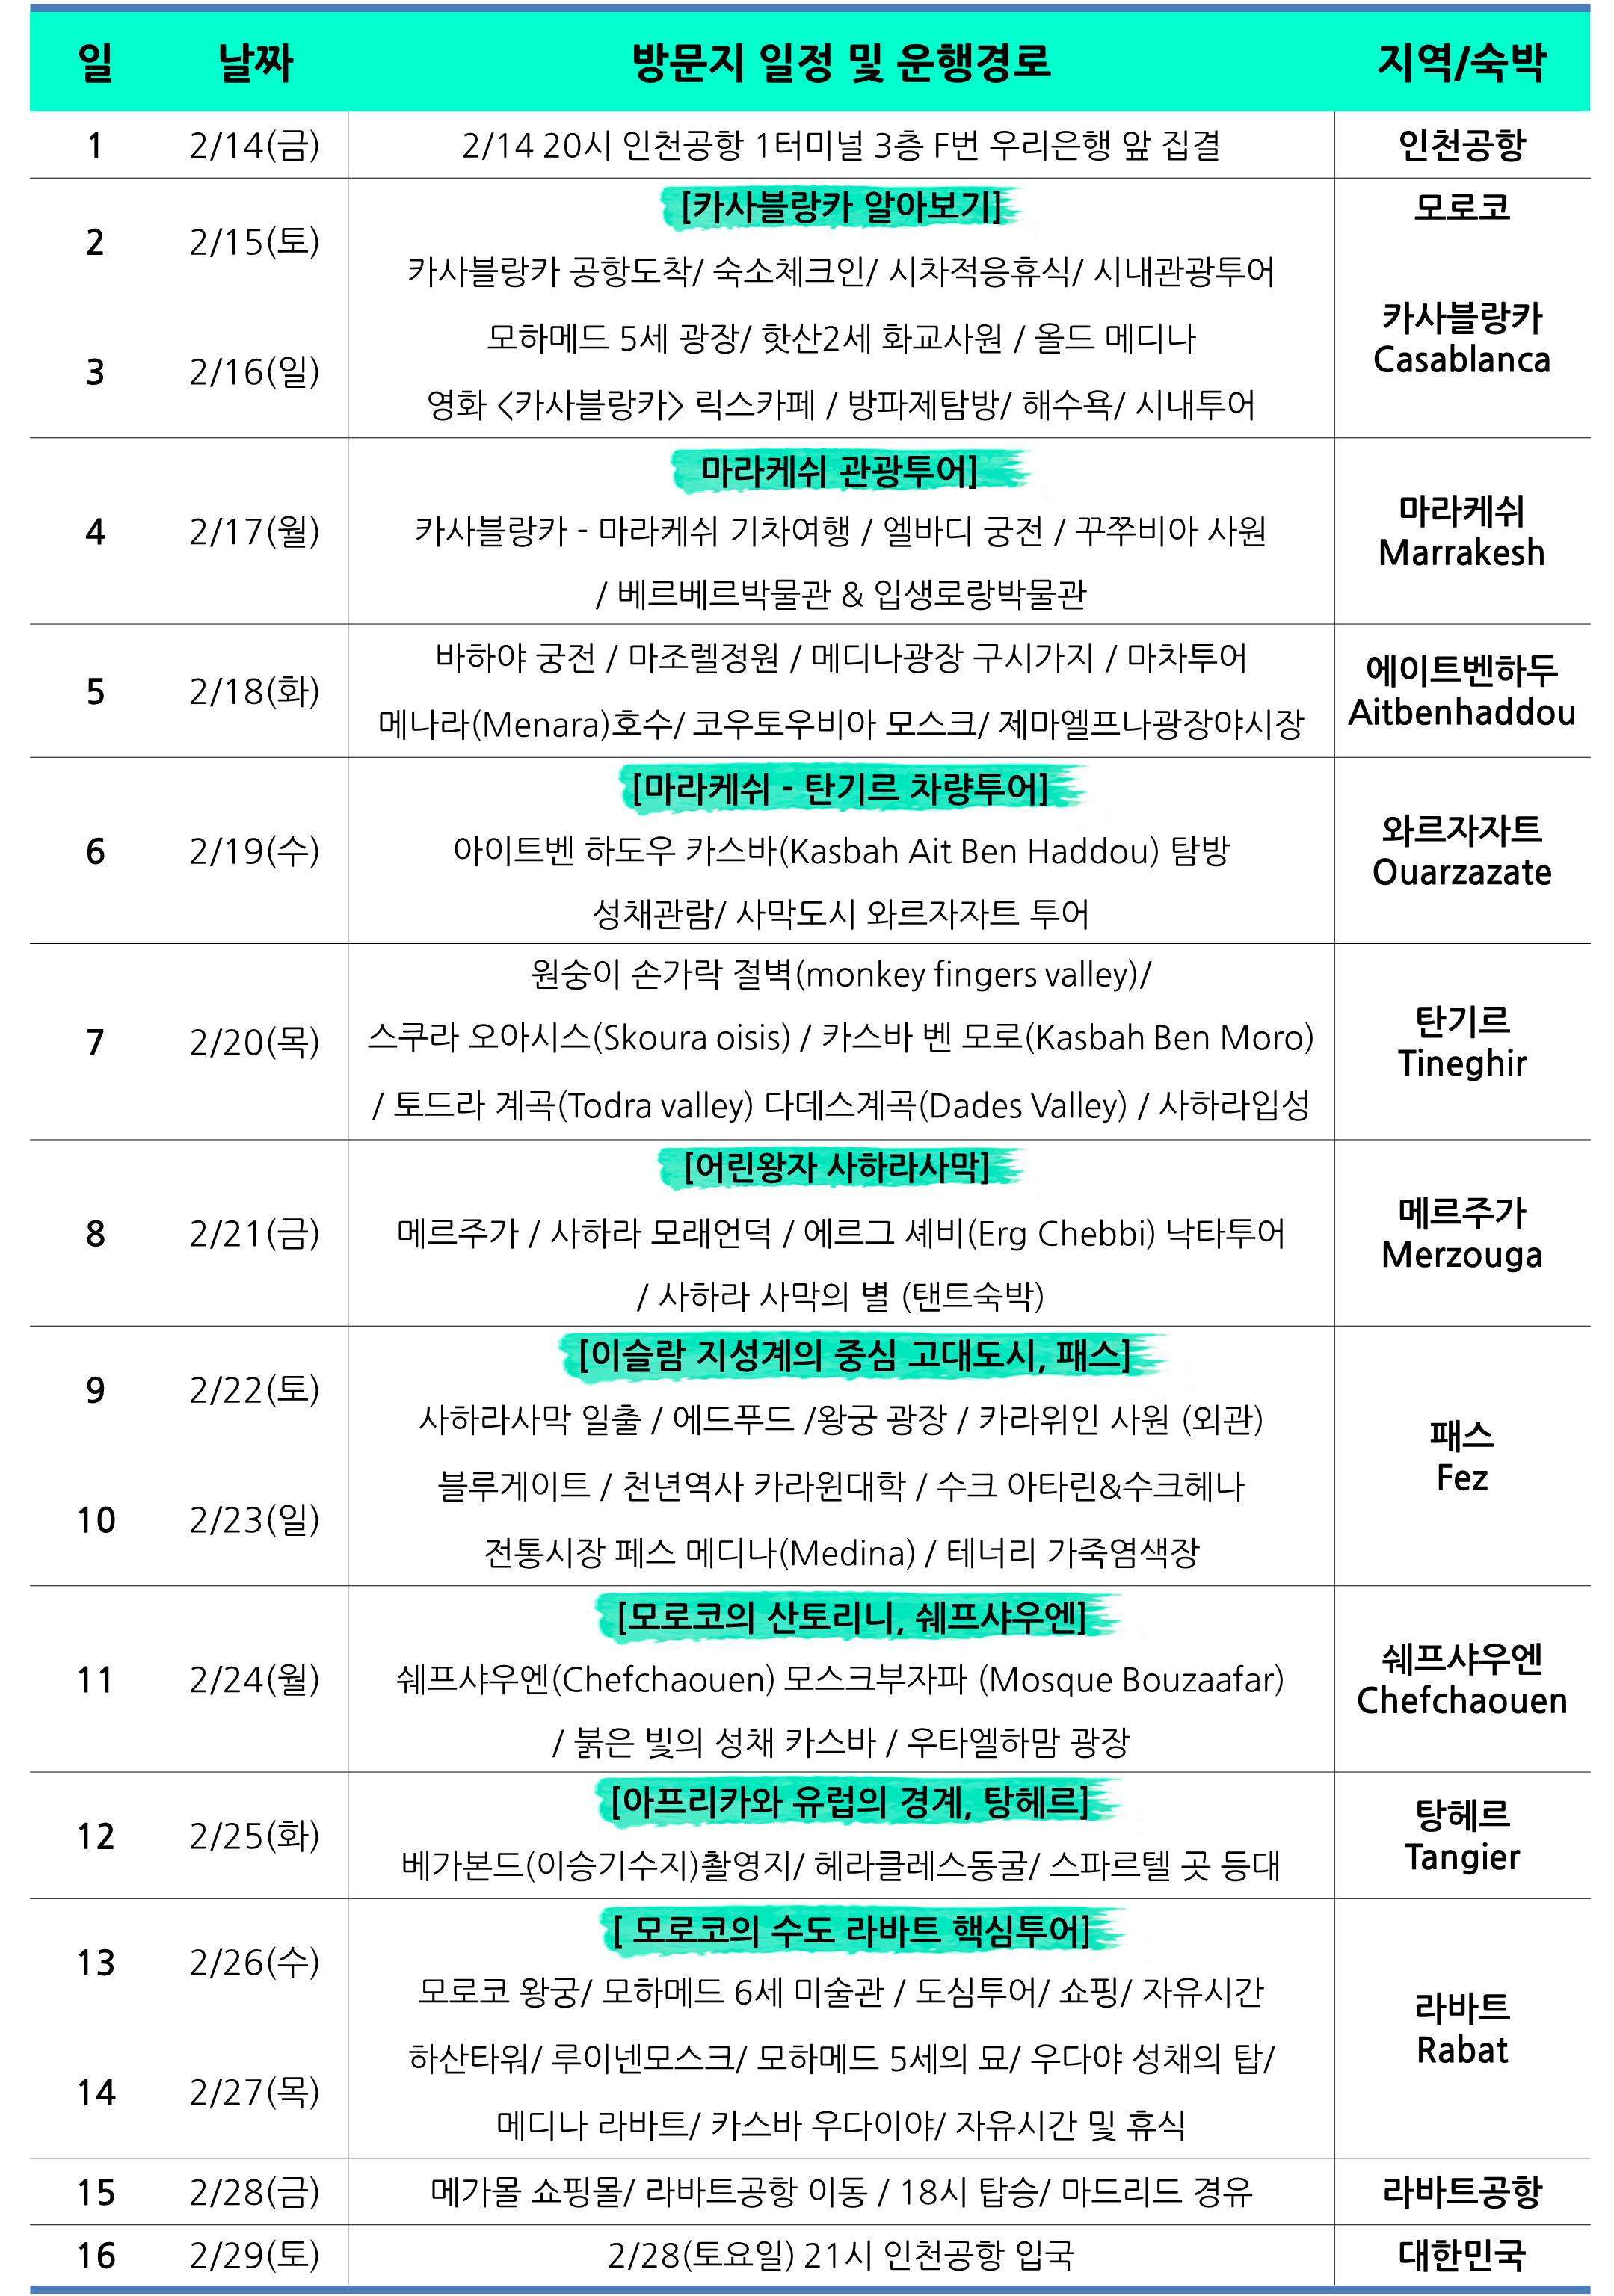 일 날짜 방문지 일정 및 운행경로 지역/숙박
1 2/14(금) 2/14 20시 인천공항 1터미널 3층 F번 우리은행 앞 집결 인천공항
[카사블랑카 알아보기] 모로코
2 2/15(토) 카사블랑카 공항도착/ 숙소체크인/ 시차적응휴식/ 시내관광투어
카사블랑카
Casablanca
모하메드 5세 광장/ 핫산2세 화교사원 / 올드 메디나
3 2/16(일) 영화 <카사블랑카> 릭스카페 / 방파제탐방/ 해수욕/ 시내투어
마라케쉬 관광투어]
4 2/17(월) 카사블랑카 - 마라케쉬 기차여행 / 엘바디 궁전 / 꾸쭈비아 사원
/ 베르베르박물관 & 입생로랑박물관
마라케쉬
Marrakesh
5 2/18(화) 바하야 궁전 / 마조렐정원 / 메디나광장 구시가지 / 마차투어
메나라(Menara)호수/ 코우토우비아 모스크/ 제마엘프나광장야시장
에이트벤하두
Aitbenhaddou
[마라케쉬 - 탄기르 차량투어]
6 2/19(수) 아이트벤 하도우 카스바(Kasbah Ait Ben Haddou) 탐방
성채관람/ 사막도시 와르자자트 투어
와르자자트
Ouarzazate
원숭이 손가락 절벽(monkey fingers valley)/
7 2/20(목) 스쿠라 오아시스(Skoura oisis) / 카스바 벤 모로(Kasbah Ben Moro)
/ 토드라 계곡(Todra valley) 다데스계곡(Dades Valley) / 사하라입성
탄기르
Tineghir
[어린왕자 사하라사막]
8 2/21(금) 메르주가 / 사하라 모래언덕 / 에르그 셰비(Erg Chebbi) 낙타투어
/ 사하라 사막의 별 (탠트숙박)
메르주가
Merzouga
[이슬람 지성계의 중심 고대도시, 패스]
9 2/22(토) 사하라사막 일출 / 에드푸드 /왕궁 광장 / 카라위인 사원 (외관)
블루게이트 / 천년역사 카라윈대학 / 수크 아타린&수크헤나
10 2/23(일) 전통시장 페스 메디나(Medina) / 테너리 가죽염색장
패스
Fez
[모로코의 산토리니, 쉐프샤우엔]
11 2/24(월) 쉐프샤우엔(Chefchaouen) 모스크부자파 (Mosque Bouzaafar)
/ 붉은 빛의 성채 카스바 / 우타엘하맘 광장
쉐프샤우엔
Chefchaouen
[아프리카와 유럽의 경계, 탕헤르]
12 2/25(화) 베가본드(이승기수지)촬영지/ 헤라클레스동굴/ 스파르텔 곳 등대
탕헤르
Tangier
[ 모로코의 수도 라바트 핵심투어]
13 2/26(수) 모로코 왕궁/ 모하메드 6세 미술관 / 도심투어/ 쇼핑/ 자유시간
하산타워/ 루이넨모스크/ 모하메드 5세의 묘/ 우다야 성채의 탑/
14 2/27(목) 메디나 라바트/ 카스바 우다이야/ 자유시간 및 휴식
라바트
Rabat
15 2/28(금) 메가몰 쇼핑몰/ 라바트공항 이동 / 18시 탑승/ 마드리드 경유 라바트공항
16 2/29(토) 2/28(토요일) 21시 인천공항 입국 대한민국